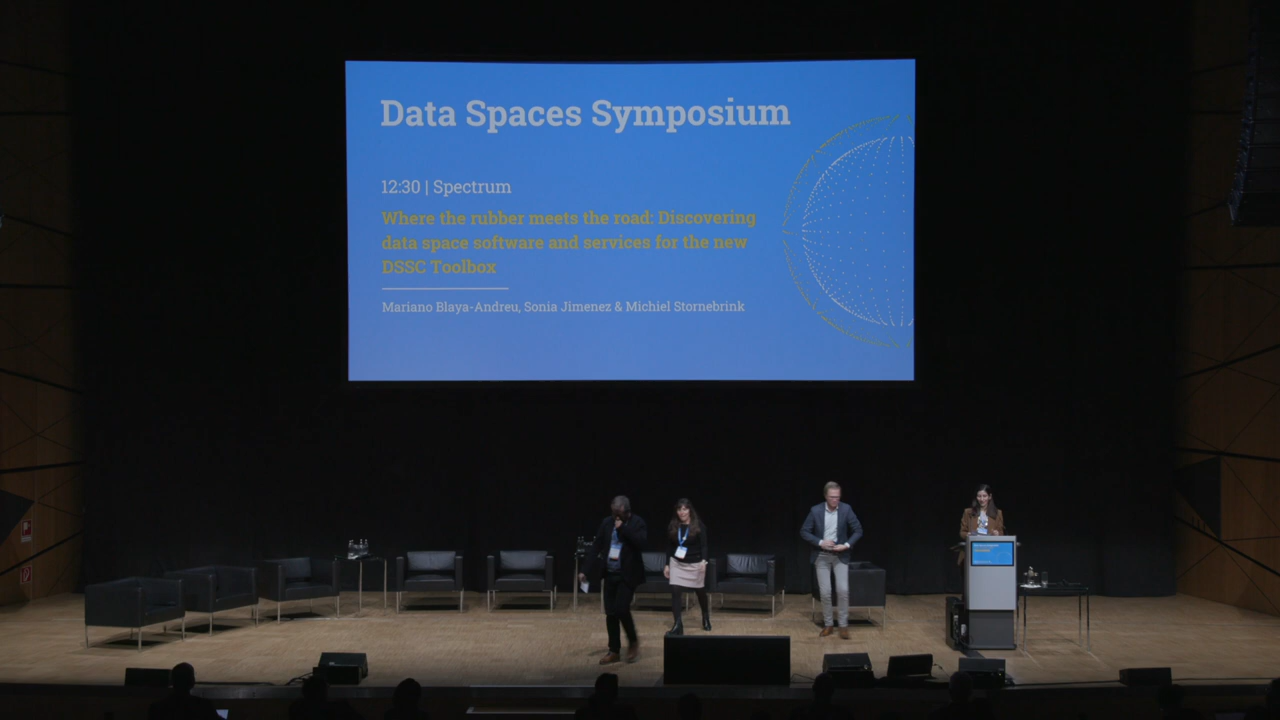 Data Spaces Symposium
12:30 | Spectrum
Where the rubber meets the road: Discovering
data space software and services for the new
DSSC Toolbox
Mariano Blaya-Andreu, Sonia Jimenez & Michiel Stornebrink